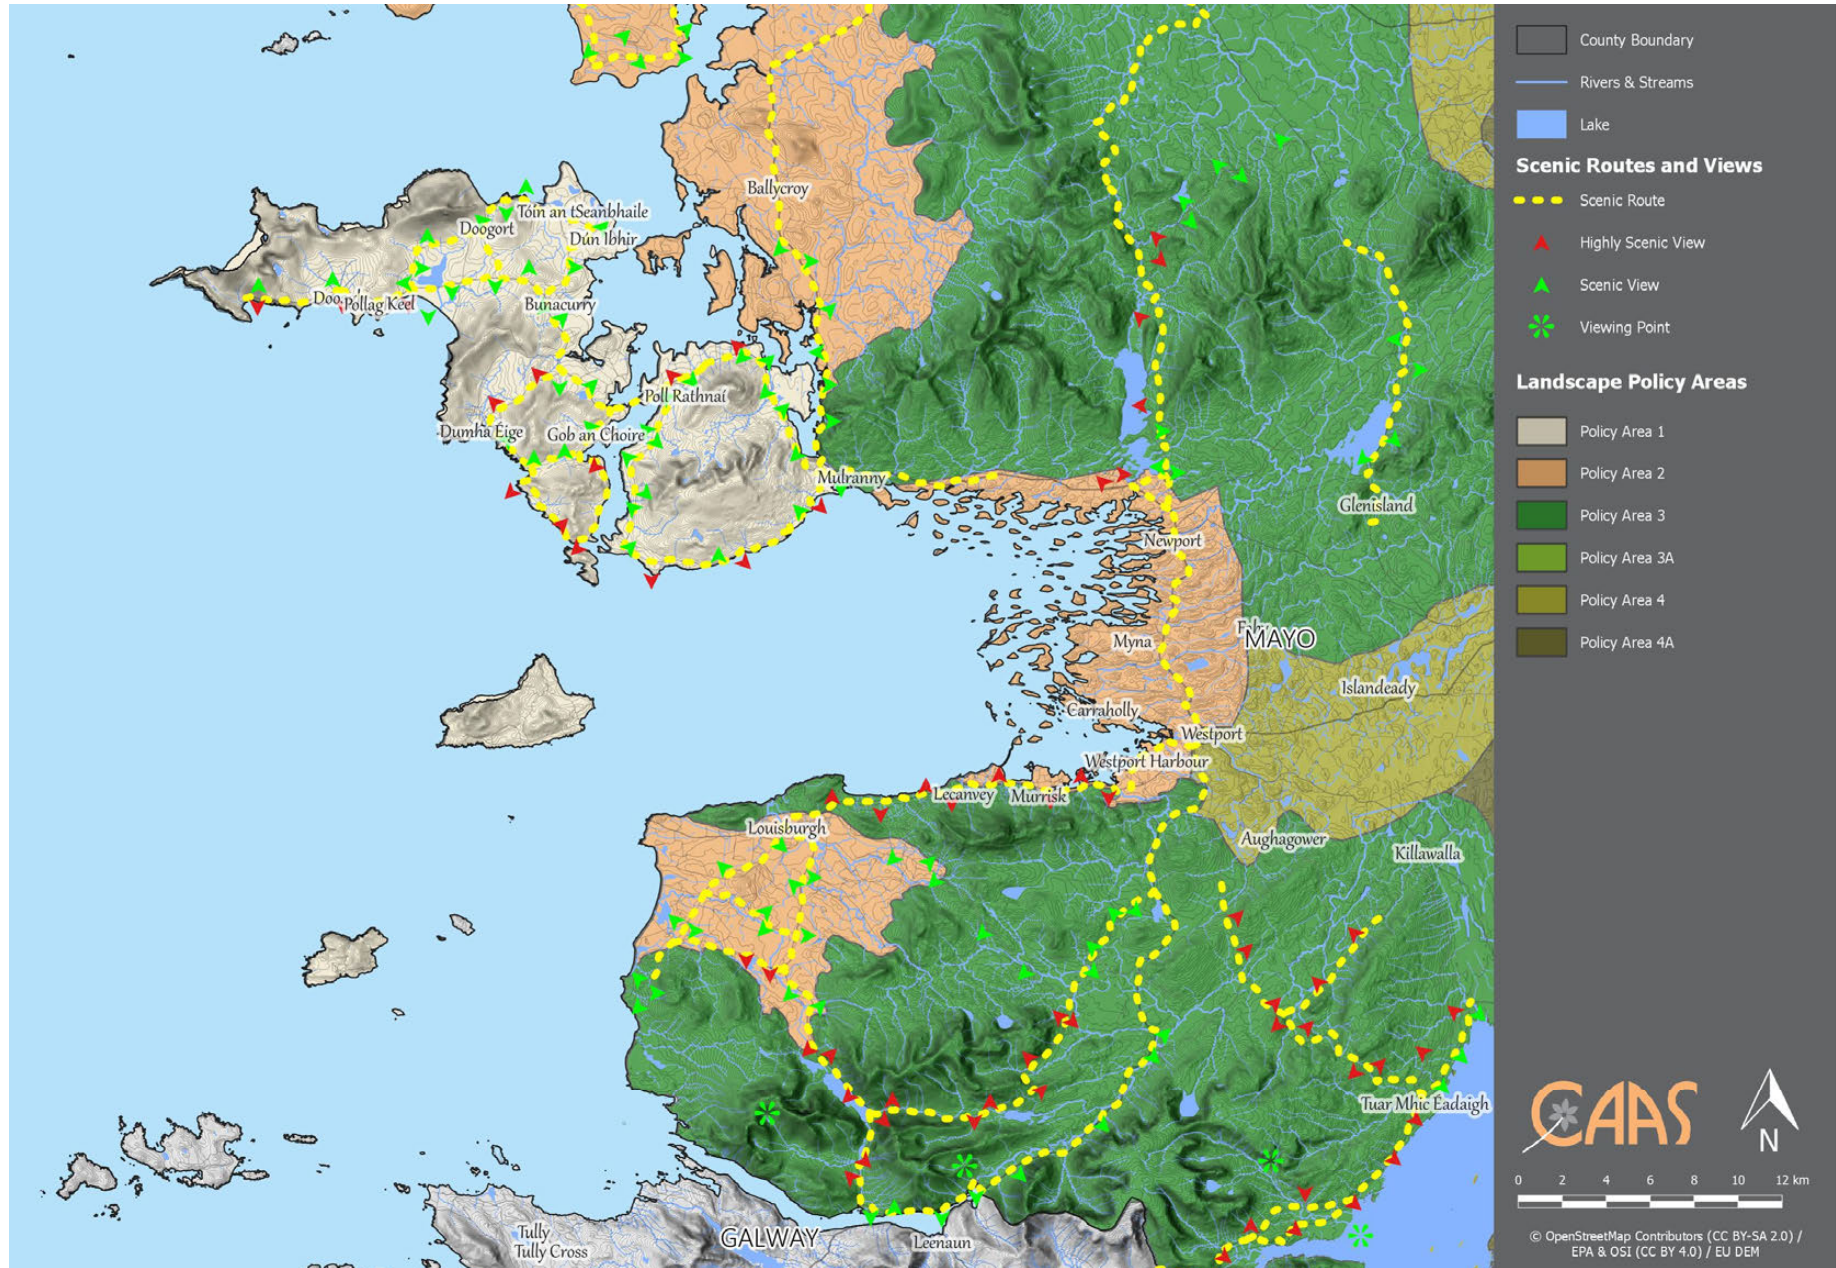 Ballycroy
Tóin an tSeanbhaile
Doogort
Dún Ibhir
Doo
Pollag Keel
Bunacurry
Poll Rathnaí
Dumha Éige
Gob an Choire
Mulranny
Glenisland
Newport
Myna
MAYO
Islandeady
Carraholly
Westport
Westport Harbour
Lecanvey
Murrisk
Louisburgh
Aughagower
Killawalla
Tuar Mhic Éadaigh
Tully
Tully Cross
GALWAY
Leenaun
County Boundary
Rivers & Streams
Lake
Scenic Routes and Views
Scenic Route
Highly Scenic View
Scenic View
Viewing Point
Landscape Policy Areas
Policy Area 1
Policy Area 2
Policy Area 3
Policy Area 3A
Policy Area 4
Policy Area 4A
CAAS
N
0 2 4 6 8 10 12 km
© OpenStreetMap Contributors (CC BY-SA 2.0) /
EPA & OSI (CC BY 4.0) / EU DEM